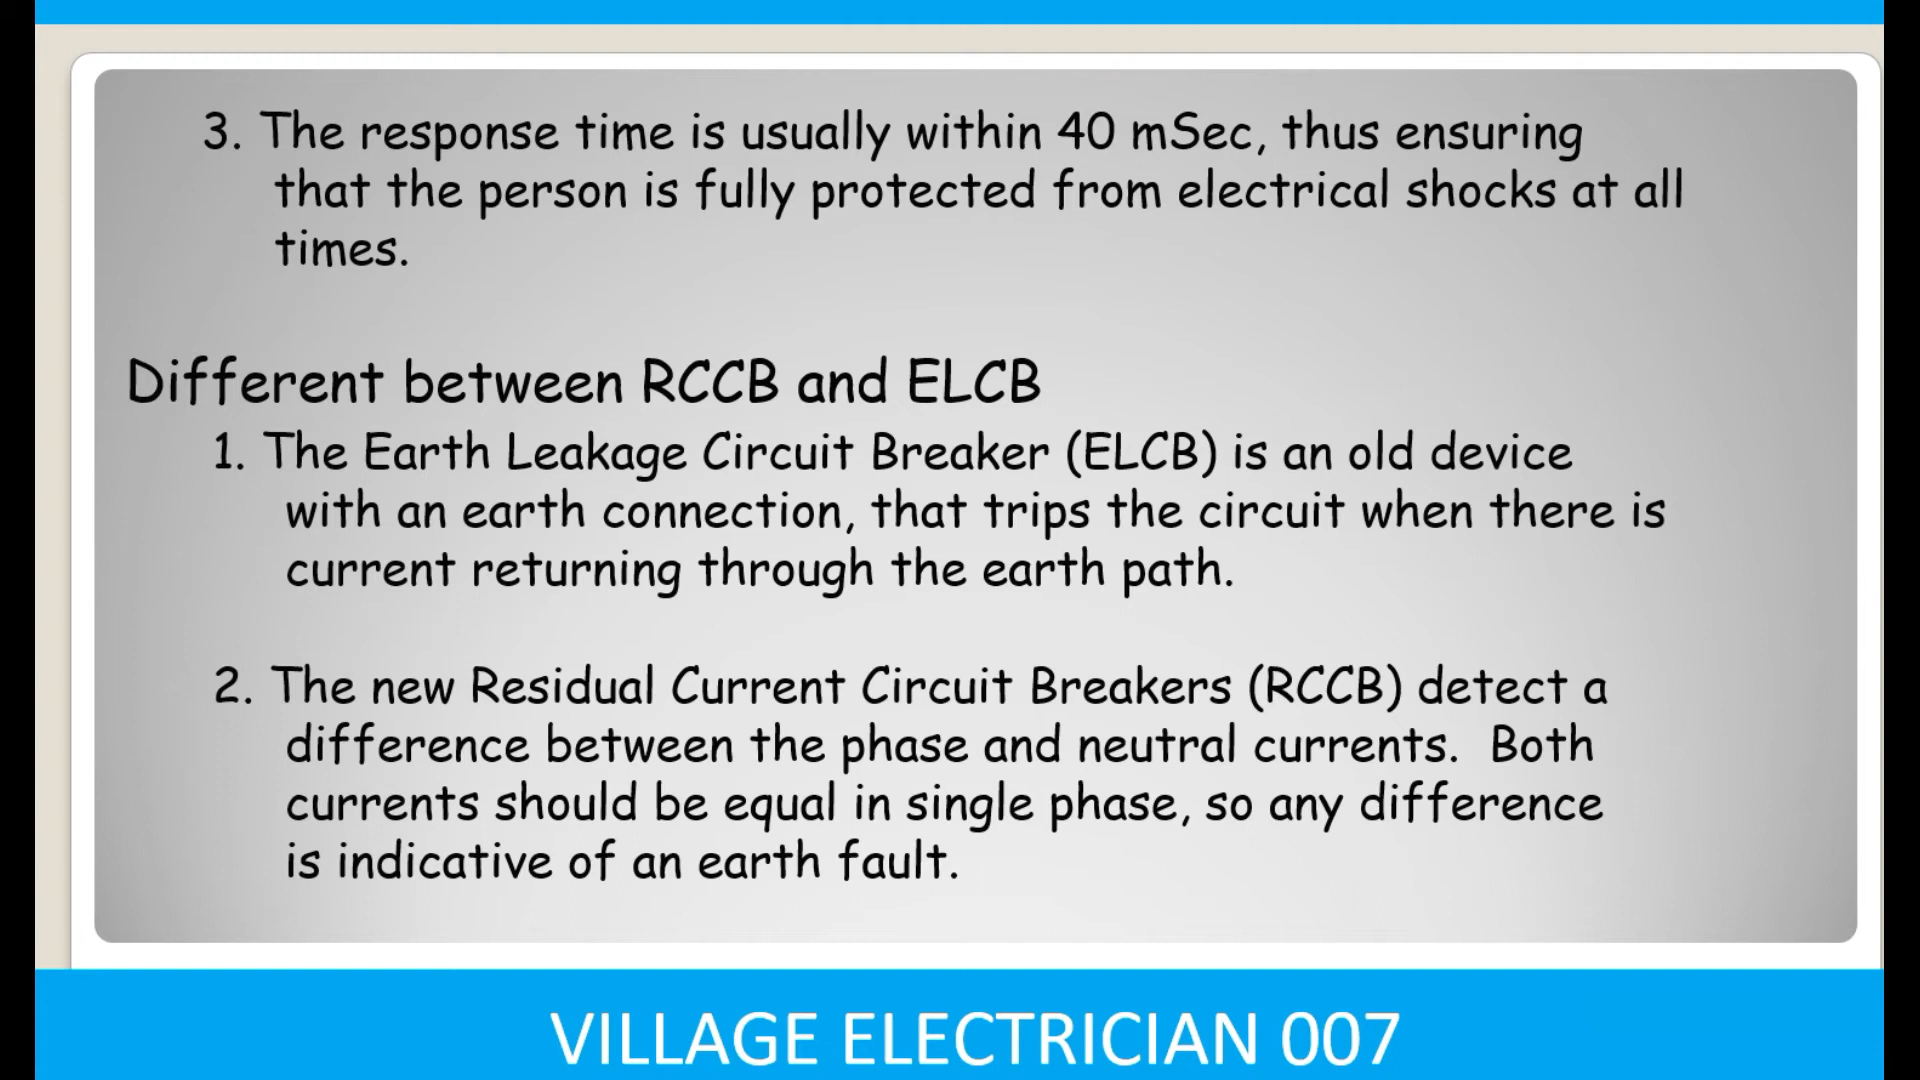 3. The response time is usually within 40 mSec, thus ensuring
that the person is fully protected from electrical shocks at all
times.
Different between RCCB and ELCB
1. The Earth Leakage Circuit Breaker (ELCB) is an old device
with an earth connection, that trips the circuit when there is
current returning through the earth path.
2. The new Residual Current Circuit Breakers (RCCB) detect a
difference between the phase and neutral currents. Both
currents should be equal in single phase, so any difference
is indicative of an earth fault.
VILLAGE ELECTRICIAN 007